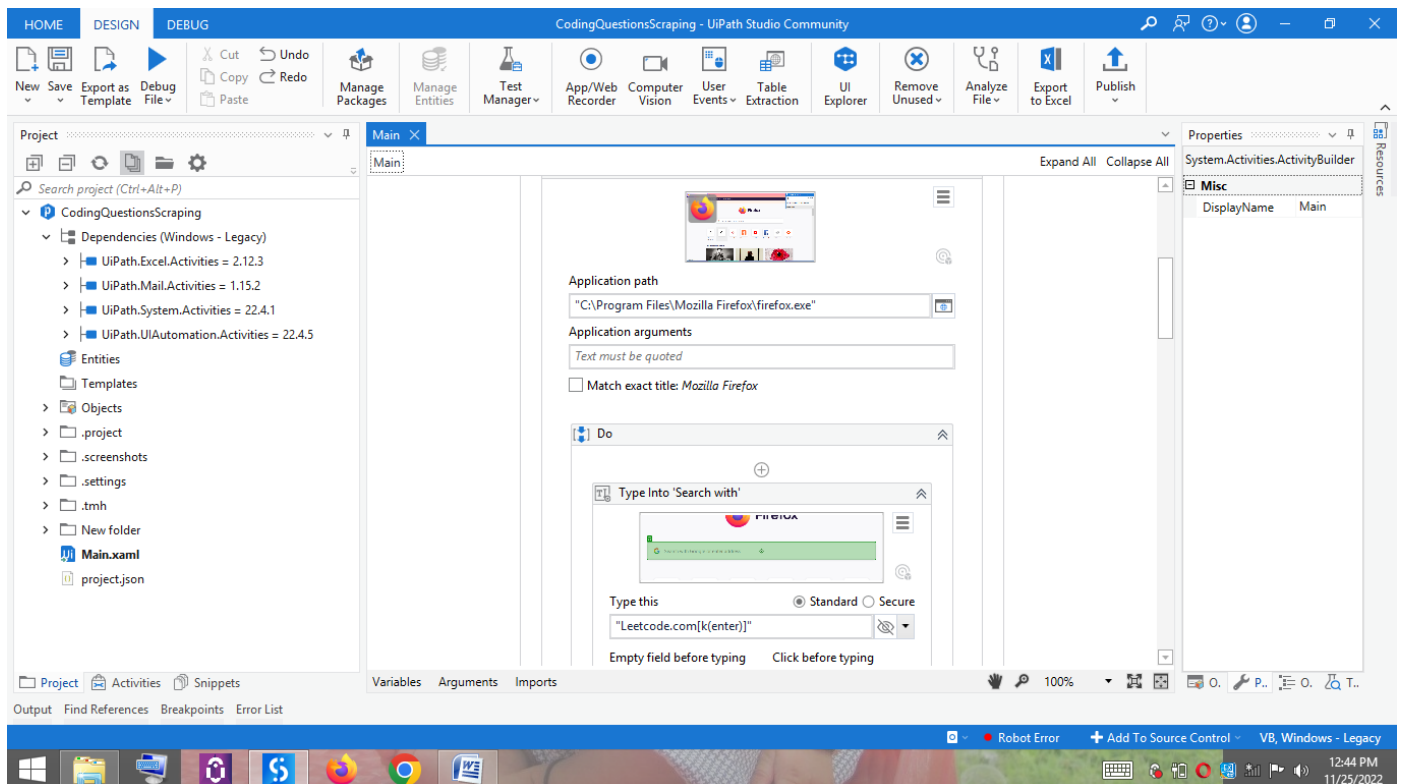 HOME DESIGN DEBUG CodingQuestionsScraping - UiPath Studio Community
New Save Export as Template Debug File Cut Copy Paste Undo Redo Manage Packages Manage Entities Test Manager App/Web Recorder Computer Vision User Events Table Extraction UI Explorer Remove Unused Analyze File Export to Excel Publish
Project
Search project (Ctrl+Alt+P)
CodingQuestionsScraping
Dependencies (Windows - Legacy)
UiPath.Excel.Activities = 2.12.3
UiPath.Mail.Activities = 1.15.2
UiPath.System.Activities = 22.4.1
UiPath.UIAutomation.Activities = 22.4.5
Entities
Templates
Objects
.project
.screenshots
.settings
.tmh
New folder
Main.xaml
project.json
Project Activities Snippets
Main
Main Expand All Collapse All
Application path
"C:\Program Files\Mozilla Firefox\firefox.exe"
Application arguments
Text must be quoted
Match exact title: Mozilla Firefox
Do
Type Into 'Search with'
Firefox
Type this Standard Secure
"Leetcode.com[k(enter)]"
Empty field before typing Click before typing
Variables Arguments Imports 100%
Properties
System.Activities.ActivityBuilder
Misc
DisplayName Main
Resources
O. P.. O. T..
Output Find References Breakpoints Error List
Robot Error Add To Source Control VB, Windows - Legacy
12:44 PM
11/25/2022